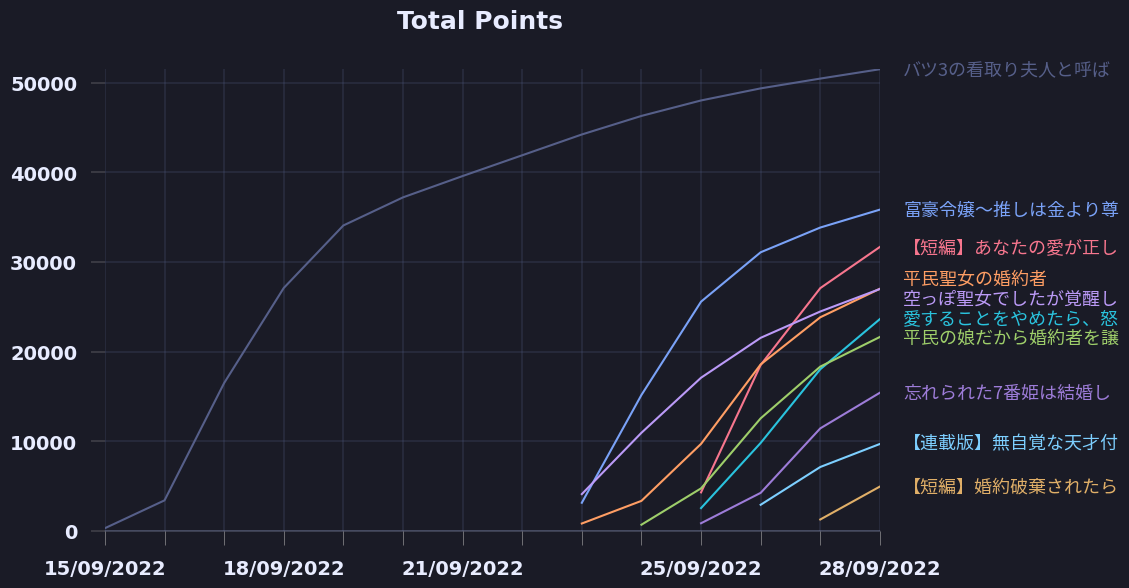 Total Points
50000
40000
30000
20000
10000
0
15/09/2022
18/09/2022
21/09/2022
25/09/2022
28/09/2022
バツ3の看取り夫人と呼ば
富豪令嬢～推しは金より尊
【短編】あなたの愛が正し
平民聖女の婚約者
空っぽ聖女でしたが覚醒し
愛することをやめたら、怒
平民の娘だから婚約者を譲
忘れられた7番姫は結婚し
【連載版】無自覚な天才付
【短編】婚約破棄されたら